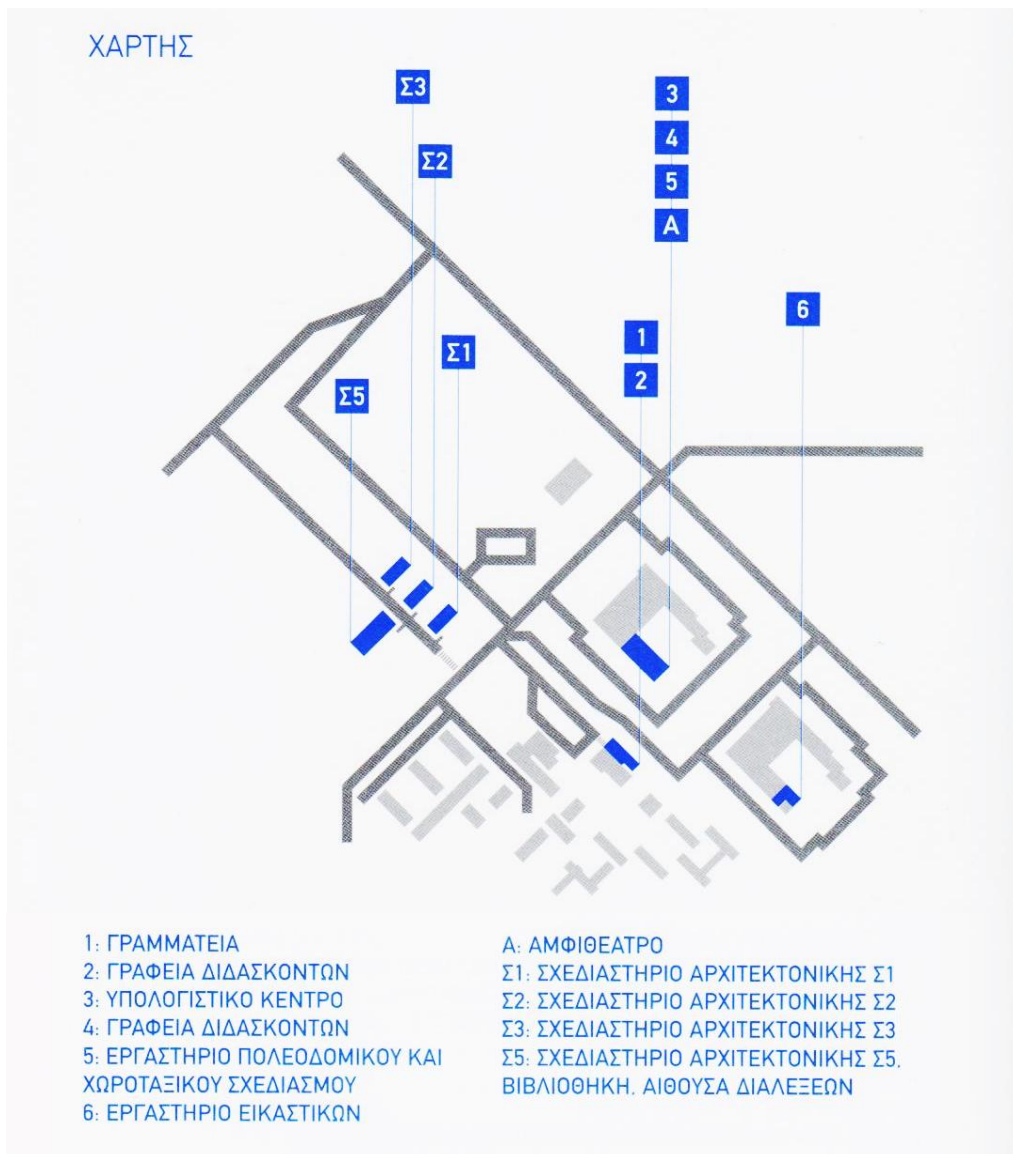 ΧΑΡΤΗΣ
Σ3
3
Σ2
4
5
Α
6
1
Σ1
2
Σ5
1: ΓΡΑΜΜΑΤΕΙΑ
2: ΓΡΑΦΕΙΑ ΔΙΔΑΣΚΟΝΤΩΝ
3: ΥΠΟΛΟΓΙΣΤΙΚΟ ΚΕΝΤΡΟ
4: ΓΡΑΦΕΙΑ ΔΙΔΑΣΚΟΝΤΩΝ
5: ΕΡΓΑΣΤΗΡΙΟ ΠΟΛΕΟΔΟΜΙΚΟΥ ΚΑΙ
ΧΩΡΟΤΑΞΙΚΟΥ ΣΧΕΔΙΑΣΜΟΥ
6: ΕΡΓΑΣΤΗΡΙΟ ΕΙΚΑΣΤΙΚΩΝ
Α: ΑΜΦΙΘΕΑΤΡΟ
Σ1: ΣΧΕΔΙΑΣΤΗΡΙΟ ΑΡΧΙΤΕΚΤΟΝΙΚΗΣ Σ1
Σ2: ΣΧΕΔΙΑΣΤΗΡΙΟ ΑΡΧΙΤΕΚΤΟΝΙΚΗΣ Σ2
Σ3: ΣΧΕΔΙΑΣΤΗΡΙΟ ΑΡΧΙΤΕΚΤΟΝΙΚΗΣ Σ3
Σ5: ΣΧΕΔΙΑΣΤΗΡΙΟ ΑΡΧΙΤΕΚΤΟΝΙΚΗΣ Σ5,
ΒΙΒΛΙΟΘΗΚΗ, ΑΙΘΟΥΣΑ ΔΙΑΛΕΞΕΩΝ